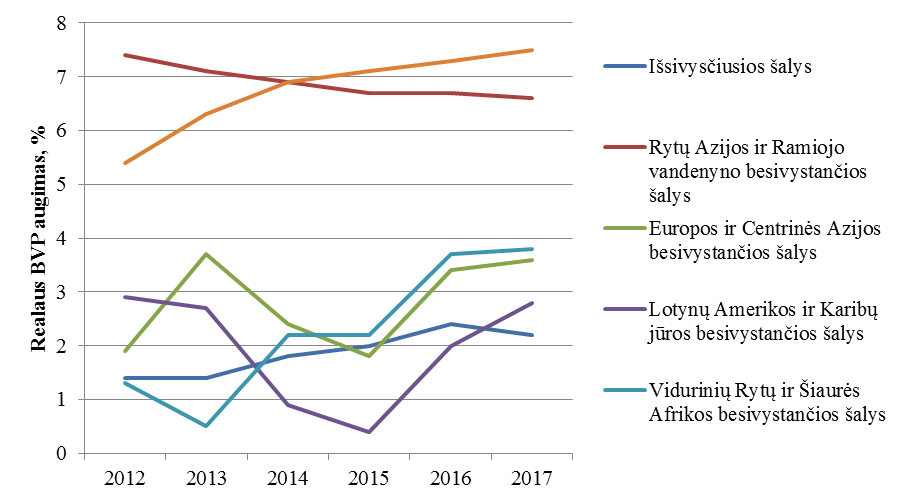 Realaus BVP augimas, %
8
7
6
5
4
3
2
1
0
2012 2013 2014 2015 2016 2017
Išsivysčiusios šalys
Rytų Azijos ir Ramiojo
vandenyno besivystančios
šalys
Europos ir Centrinės Azijos
besivystančios šalys
Lotynų Amerikos ir Karibų
jūros besivystančios šalys
Vidurinių Rytų ir Šiaurės
Afrikos besivystančios šalys